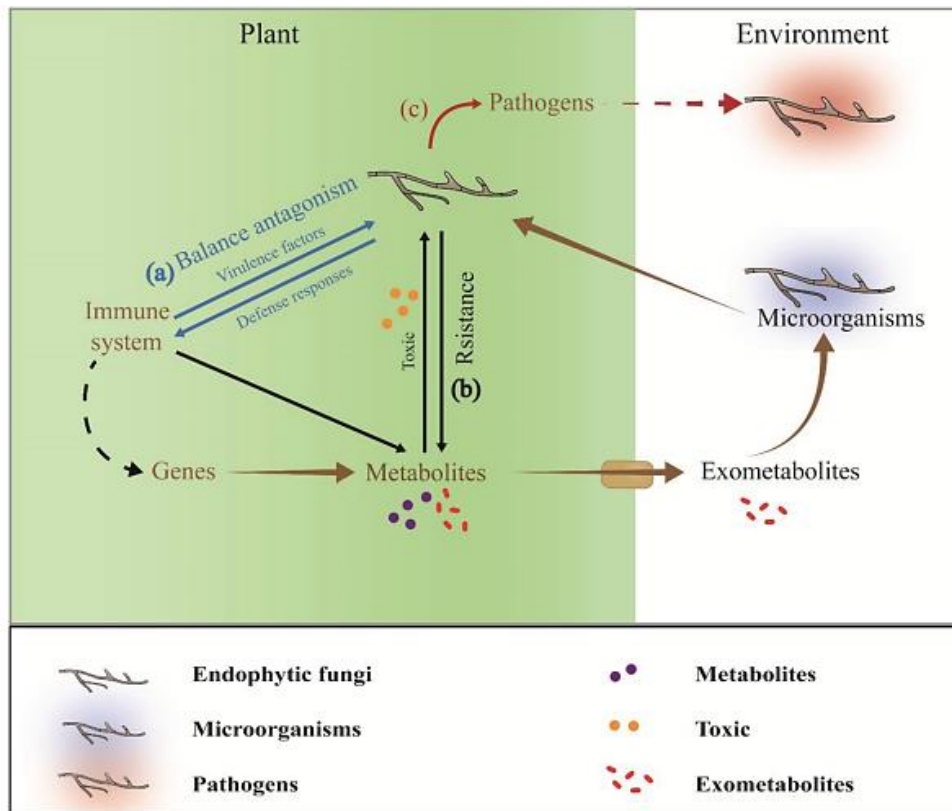 Plant
Environment
(c)
Pathogens
(a)
Balance antagonism
Virulence factors
Defense responses
Immune
system
Toxic
Rsistance
(b)
Microorganisms
Genes
Metabolites
Exometabolites
Endophytic fungi
Metabolites
Microorganisms
Toxic
Pathogens
Exometabolites